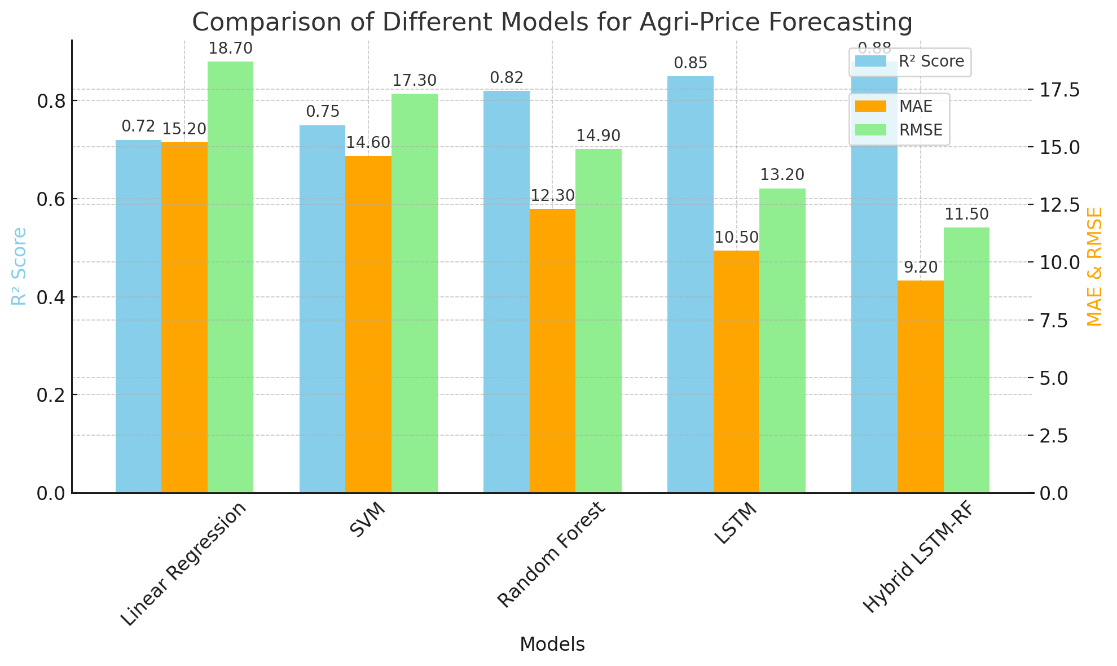 Comparison of Different Models for Agri-Price Forecasting
18.70
0.88
R² Score
17.30
0.85
0.82
17.5
0.8
0.75
MAE
RMSE
0.72
15.20
14.60
14.90
15.0
13.20
0.6
12.30
12.5
11.50
10.50
R² Score
MAE & RMSE
9.20
10.0
0.4
7.5
5.0
0.2
2.5
0.0
0.0
Linear Regression
SVM
Random Forest
LSTM
Hybrid LSTM-RF
Models